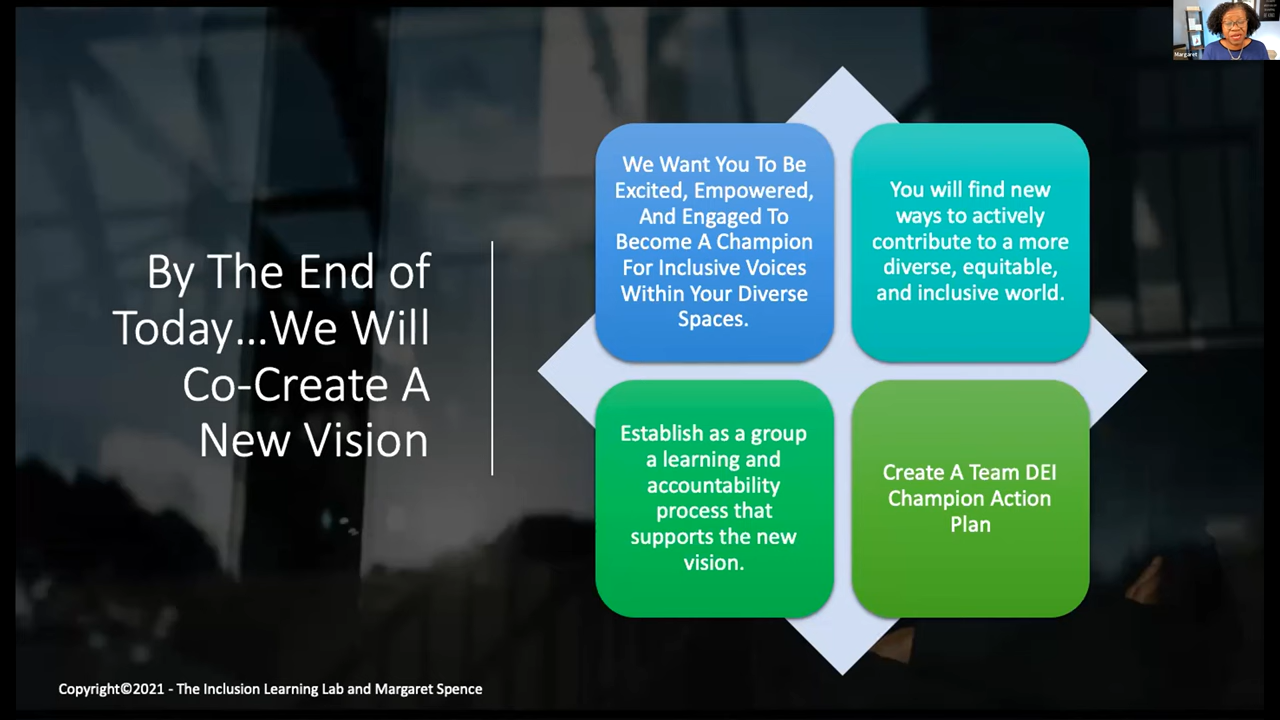 By The End of
Today...We Will
Co-Create A
New Vision
We Want You To Be
Excited, Empowered,
And Engaged To
Become A Champion
For Inclusive Voices
Within Your Diverse
Spaces.
You will find new
ways to actively
contribute to a more
diverse, equitable,
and inclusive world.
Establish as a group
a learning and
accountability
process that
supports the new
vision.
Create A Team DEI
Champion Action
Plan
Copyright©2021 - The Inclusion Learning Lab and Margaret Spence
Margaret